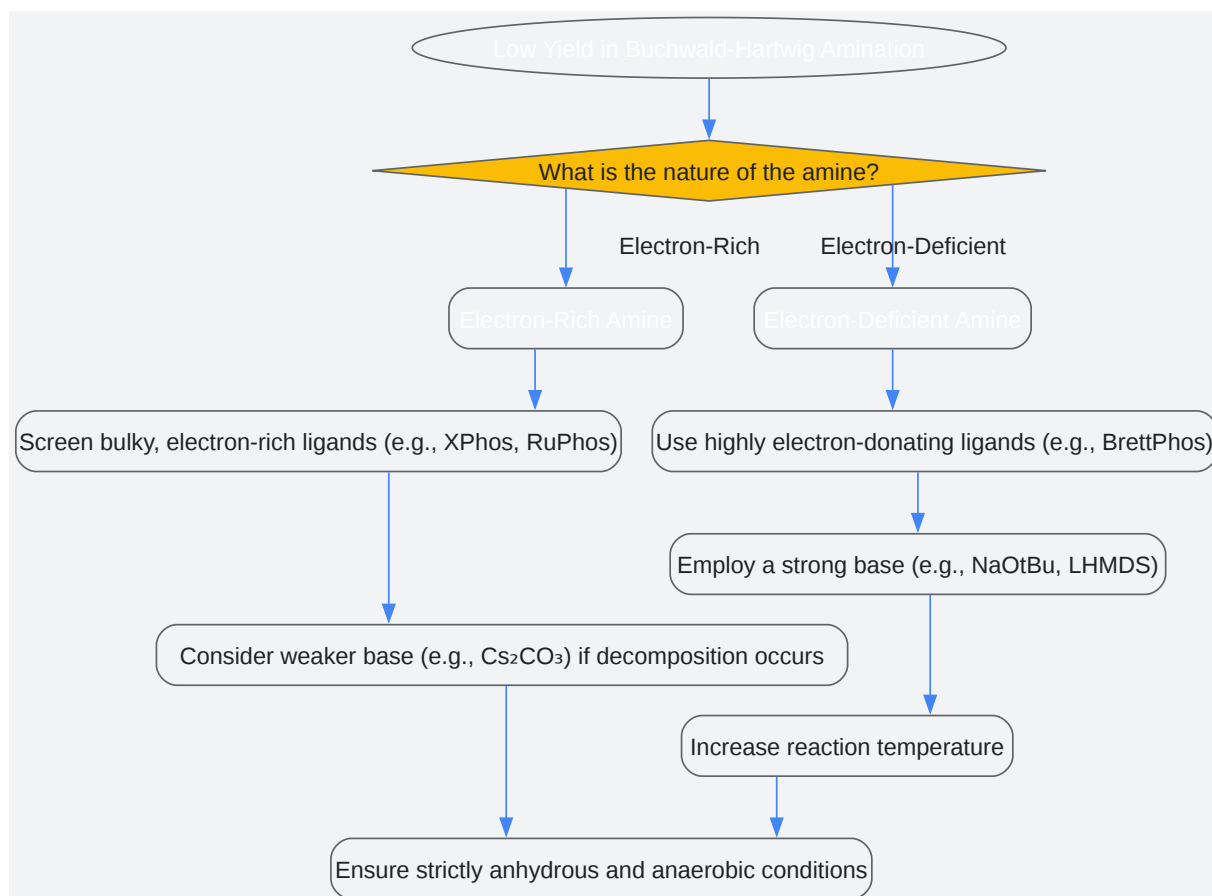 Low Yield in Buchwald-Hartwig Amination
What is the nature of the amine?
Electron-Rich
Electron-Deficient
Electron-Rich Amine
Electron-Deficient Amine
Screen bulky, electron-rich ligands (e.g., XPhos, RuPhos)
Use highly electron-donating ligands (e.g., BrettPhos)
Employ a strong base (e.g., NaOtBu, LHMDS)
Consider weaker base (e.g., Cs₂CO₃) if decomposition occurs
Increase reaction temperature
Ensure strictly anhydrous and anaerobic conditions